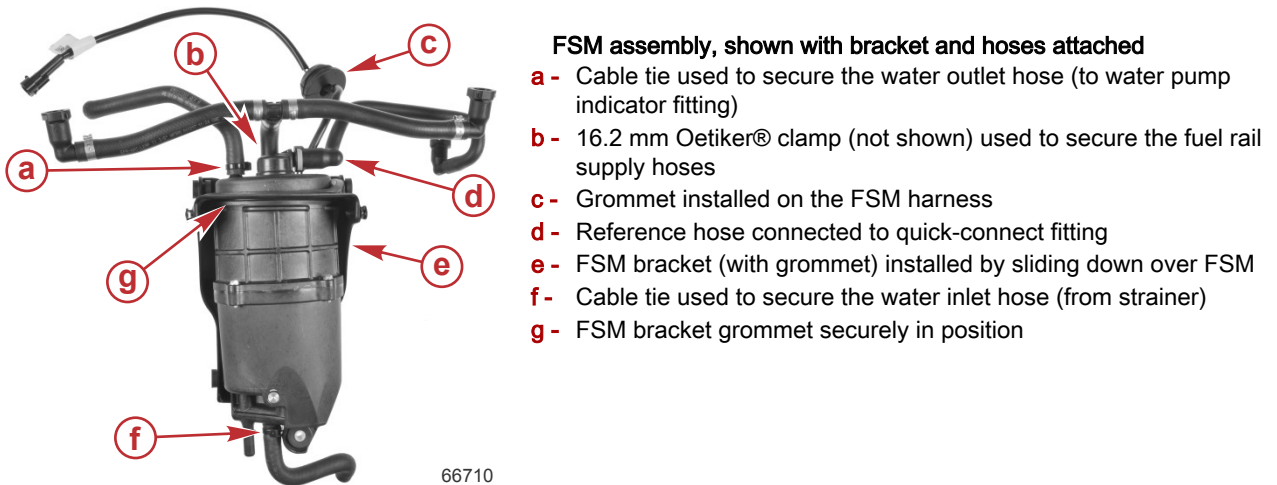 FSM assembly, shown with bracket and hoses attached
a - Cable tie used to secure the water outlet hose (to water pump
indicator fitting)
b - 16.2 mm Oetiker® clamp (not shown) used to secure the fuel rail
supply hoses
c - Grommet installed on the FSM harness
d - Reference hose connected to quick-connect fitting
e - FSM bracket (with grommet) installed by sliding down over FSM
f - Cable tie used to secure the water inlet hose (from strainer)
g - FSM bracket grommet securely in position
b
c
a
d
g
e
f
66710